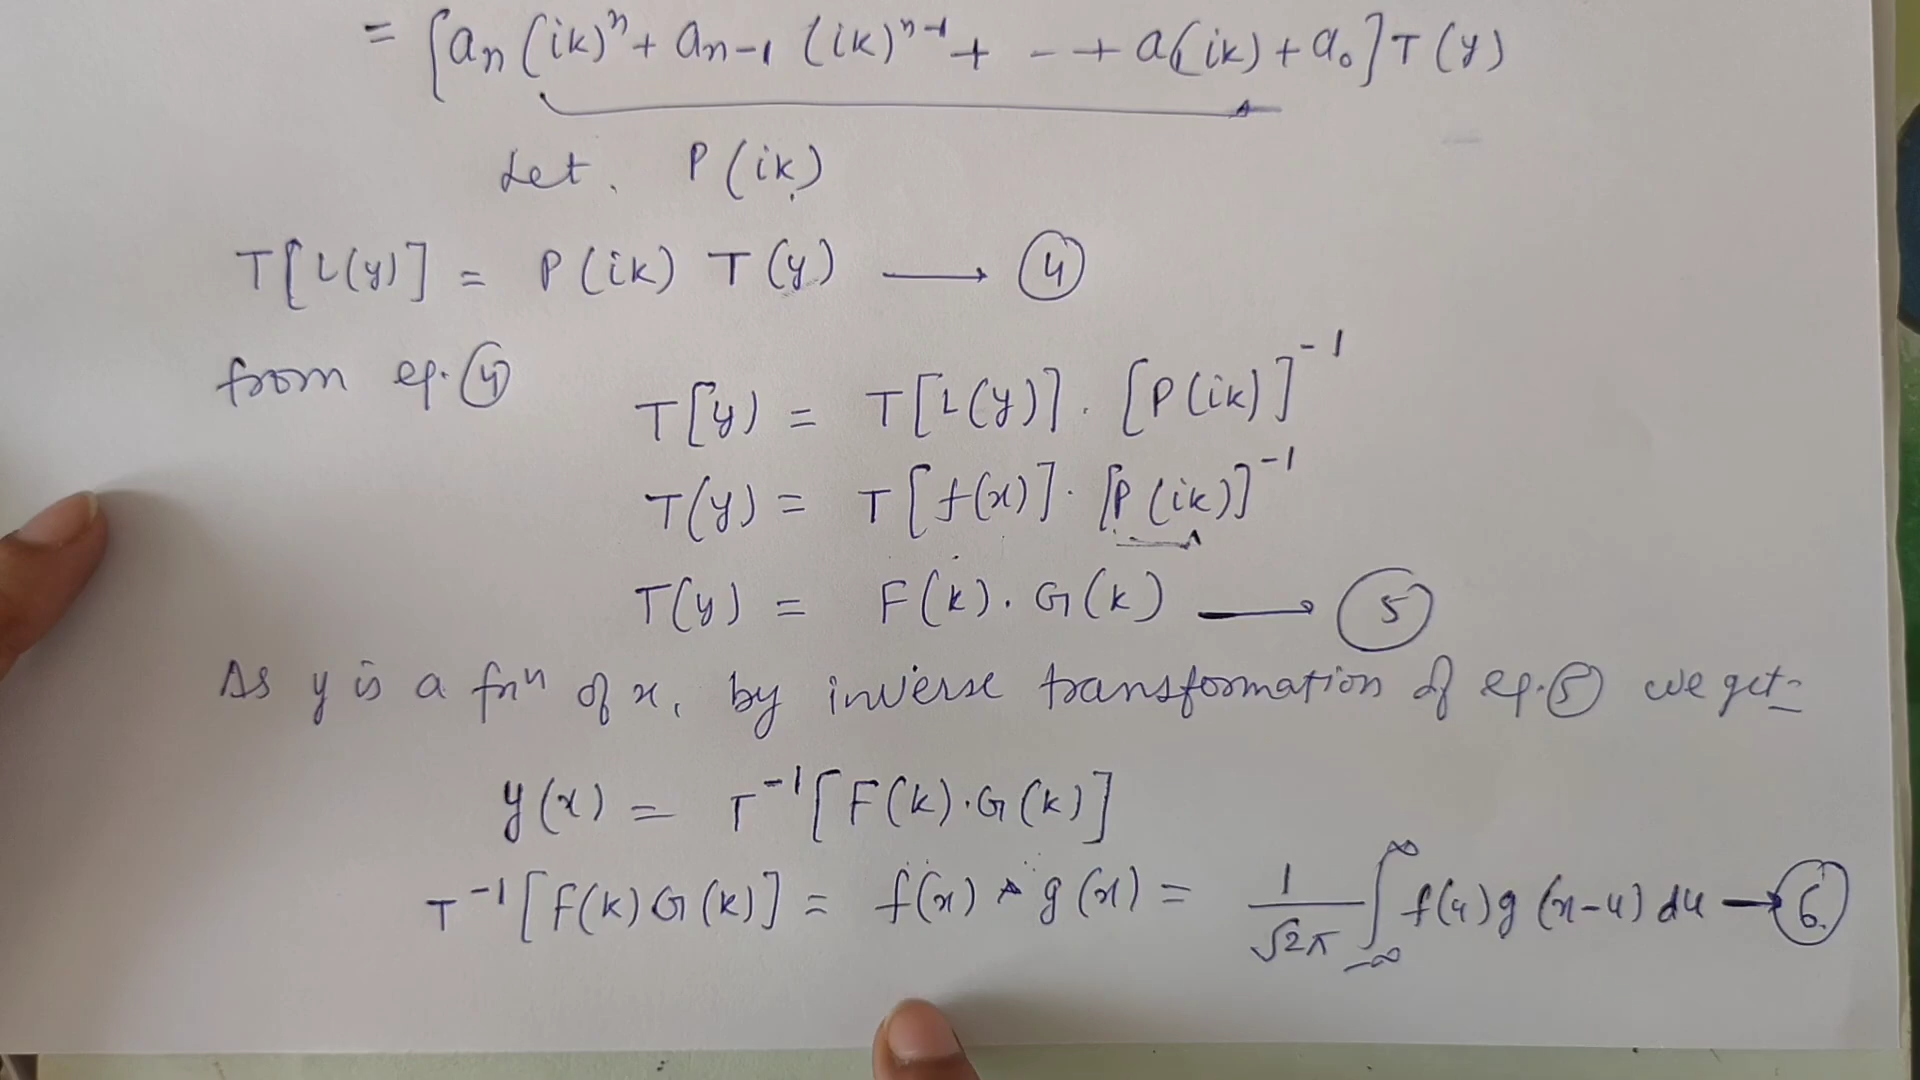 = [aₙ(ik)ⁿ + aₙ₋₁ (ik)ⁿ⁻¹ + - - + a₁(ik) + a₀] T(y)
Let. P(ik)
T[L(y)] = P(ik) T(y) → ④
from eq. ④
T[y) = T[L(y)]. [P(ik)]⁻¹
T(y) = T[f(x)]. [P(ik)]⁻¹
T(y) = F(k). G(k) → ⑤
As y is a fnⁿ of x, by inverse transformation of eq. ⑤ we get-
y(x) = T⁻¹[F(k).G(k)]
T⁻¹[F(k)G(k)] = f(x) * g(x) = 1/√2π ∫₋∞^∞ f(u)g(x-u) du → ⑥